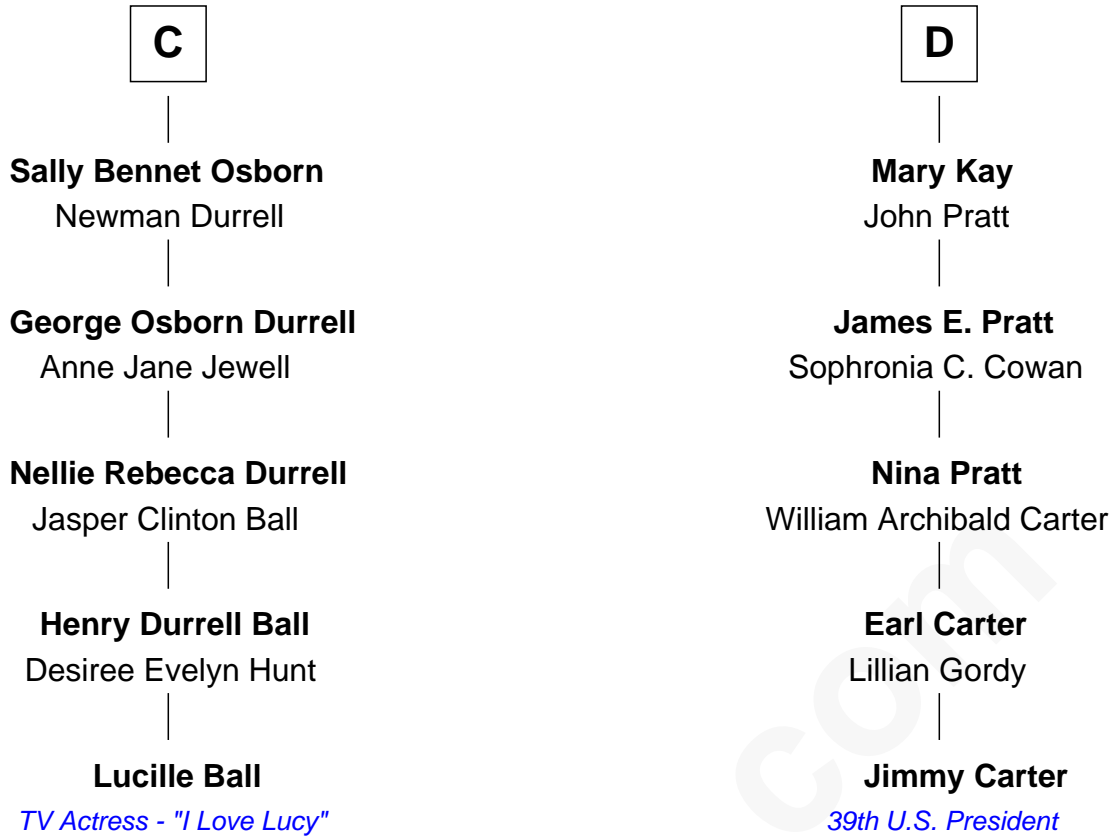 C
Sally Bennet Osborn
Newman Durrell
George Osborn Durrell
Anne Jane Jewell
Nellie Rebecca Durrell
Jasper Clinton Ball
Henry Durrell Ball
Desiree Evelyn Hunt
Lucille Ball
TV Actress - "I Love Lucy"
D
Mary Kay
John Pratt
James E. Pratt
Sophronia C. Cowan
Nina Pratt
William Archibald Carter
Earl Carter
Lillian Gordy
Jimmy Carter
39th U.S. President
com